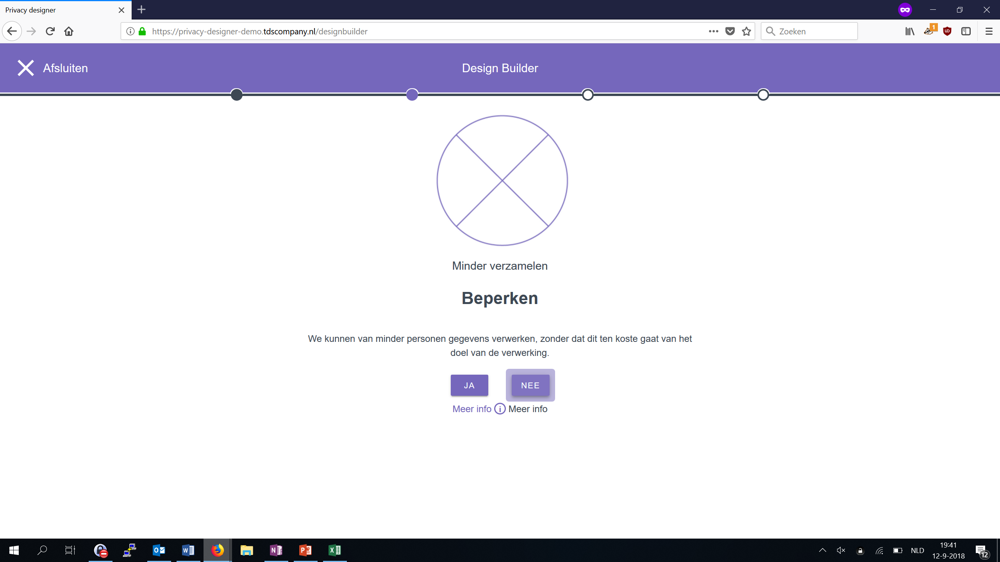 Privacy designer
https://privacy-designer-demo.tdscompany.nl/designbuilder
Zoeken
1
Afsluiten
Design Builder
Minder verzamelen
Beperken
We kunnen van minder personen gegevens verwerken, zonder dat dit ten koste gaat van het
doel van de verwerking.
JA
NEE
Meer info i Meer info
NLD
19:41
12-9-2018
12